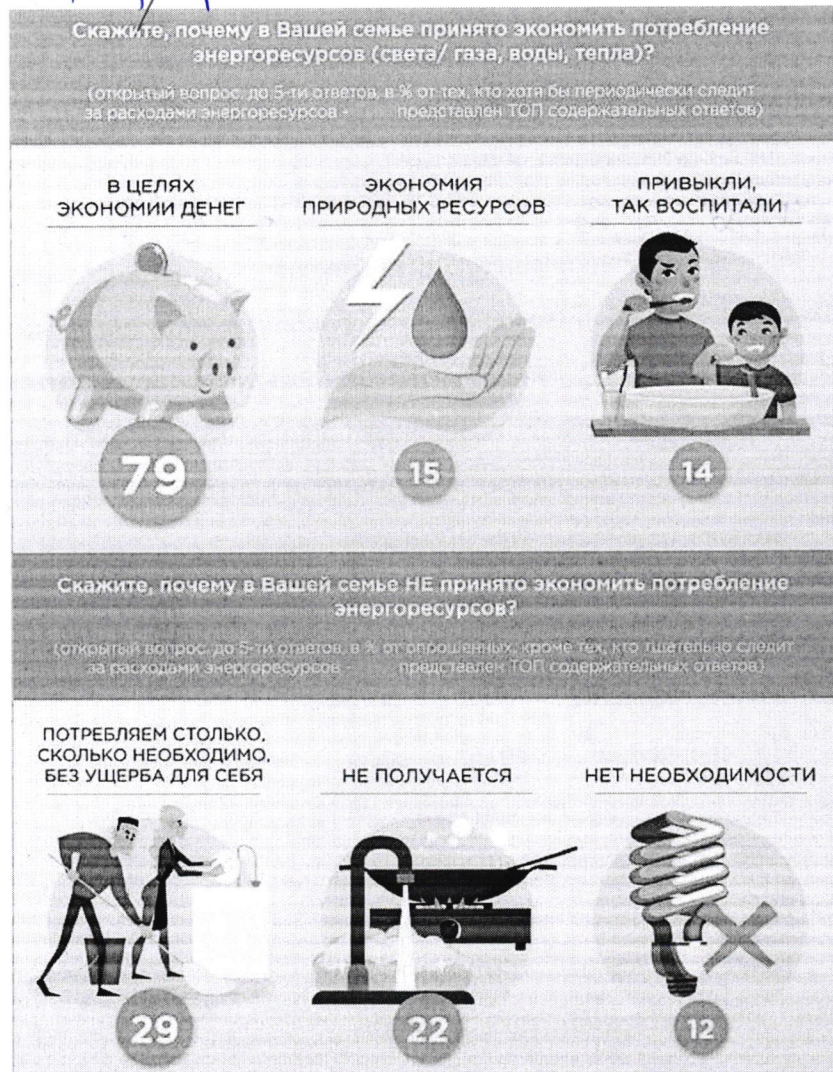 Скажите, почему в Вашей семье принято экономить потребление
энергоресурсов (света/ газа, воды, тепла)?
(открытый вопрос, до 5-ти ответов, в % от тех, кто хотя бы периодически следит
за расходами энергоресурсов - представлен ТОП содержательных ответов)
В ЦЕЛЯХ
ЭКОНОМИИ ДЕНЕГ
ЭКОНОМИЯ
ПРИРОДНЫХ РЕСУРСОВ
ПРИВЫКЛИ,
ТАК ВОСПИТАЛИ
79
15
14
Скажите, почему в Вашей семье НЕ принято экономить потребление
энергоресурсов?
(открытый вопрос, до 5-ти ответов, в % от опрошенных, кроме тех, кто тщательно следит
за расходами энергоресурсов - представлен ТОП содержательных ответов)
ПОТРЕБЛЯЕМ СТОЛЬКО,
СКОЛЬКО НЕОБХОДИМО,
БЕЗ УЩЕРБА ДЛЯ СЕБЯ
НЕ ПОЛУЧАЕТСЯ
НЕТ НЕОБХОДИМОСТИ
29
22
12